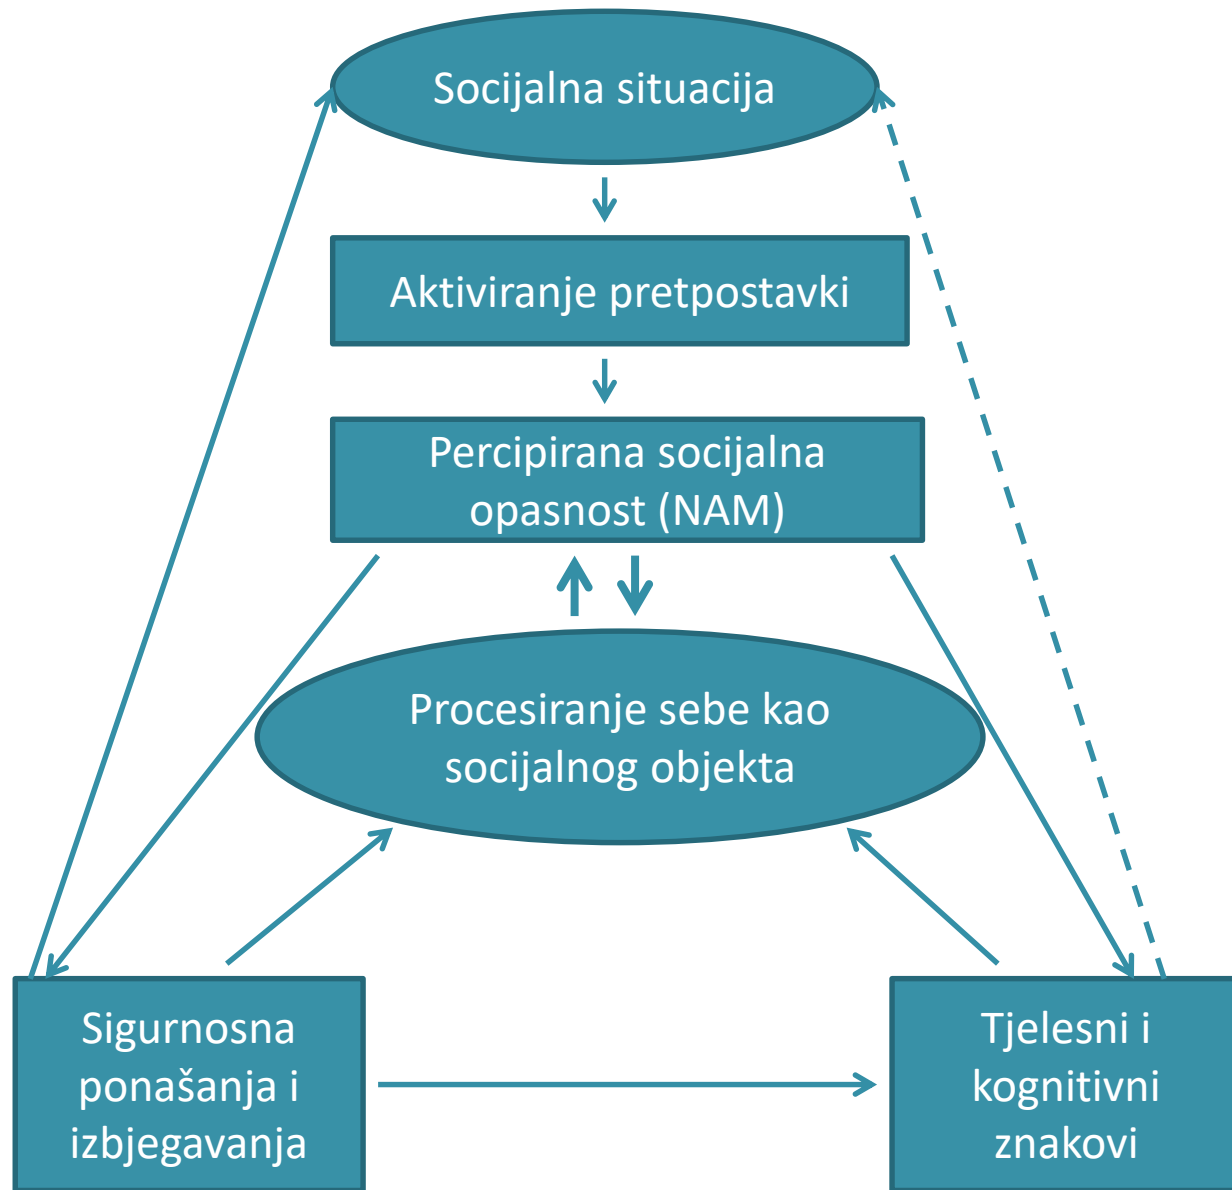 Socijalna situacija
Aktiviranje pretpostavki
Percipirana socijalna
opasnost (NAM)
Procesiranje sebe kao
socijalnog objekta
Sigurnosna
ponašanja i
izbjegavanja
Tjelesni i
kognitivni
znakovi